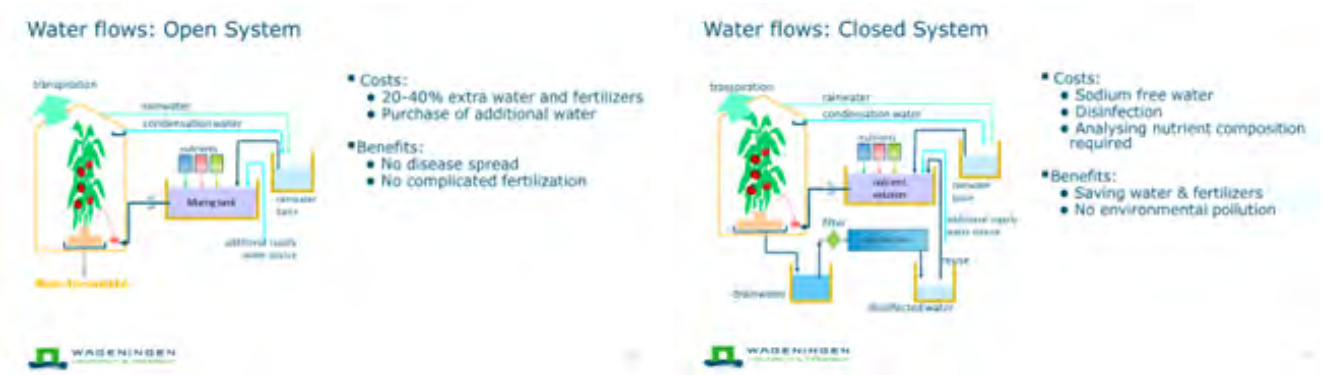 Water flows: Open System
transpiration
rainwater
condensation water
nutrients
Mixing tank
rainwater
basin
additional supply
water source
▪ Costs:
● 20-40% extra water and fertilizers
● Purchase of additional water
▪Benefits:
● No disease spread
● No complicated fertilization
WAGENINGEN
Water flows: Closed System
transpiration
rainwater
condensation water
nutrients
nutrient
solution
rainwater
basin
additional supply
water source
filter
reuse
drainwater
disinfected water
▪ Costs:
● Sodium free water
● Disinfection
● Analysing nutrient composition
required
▪Benefits:
● Saving water & fertilizers
● No environmental pollution
WAGENINGEN